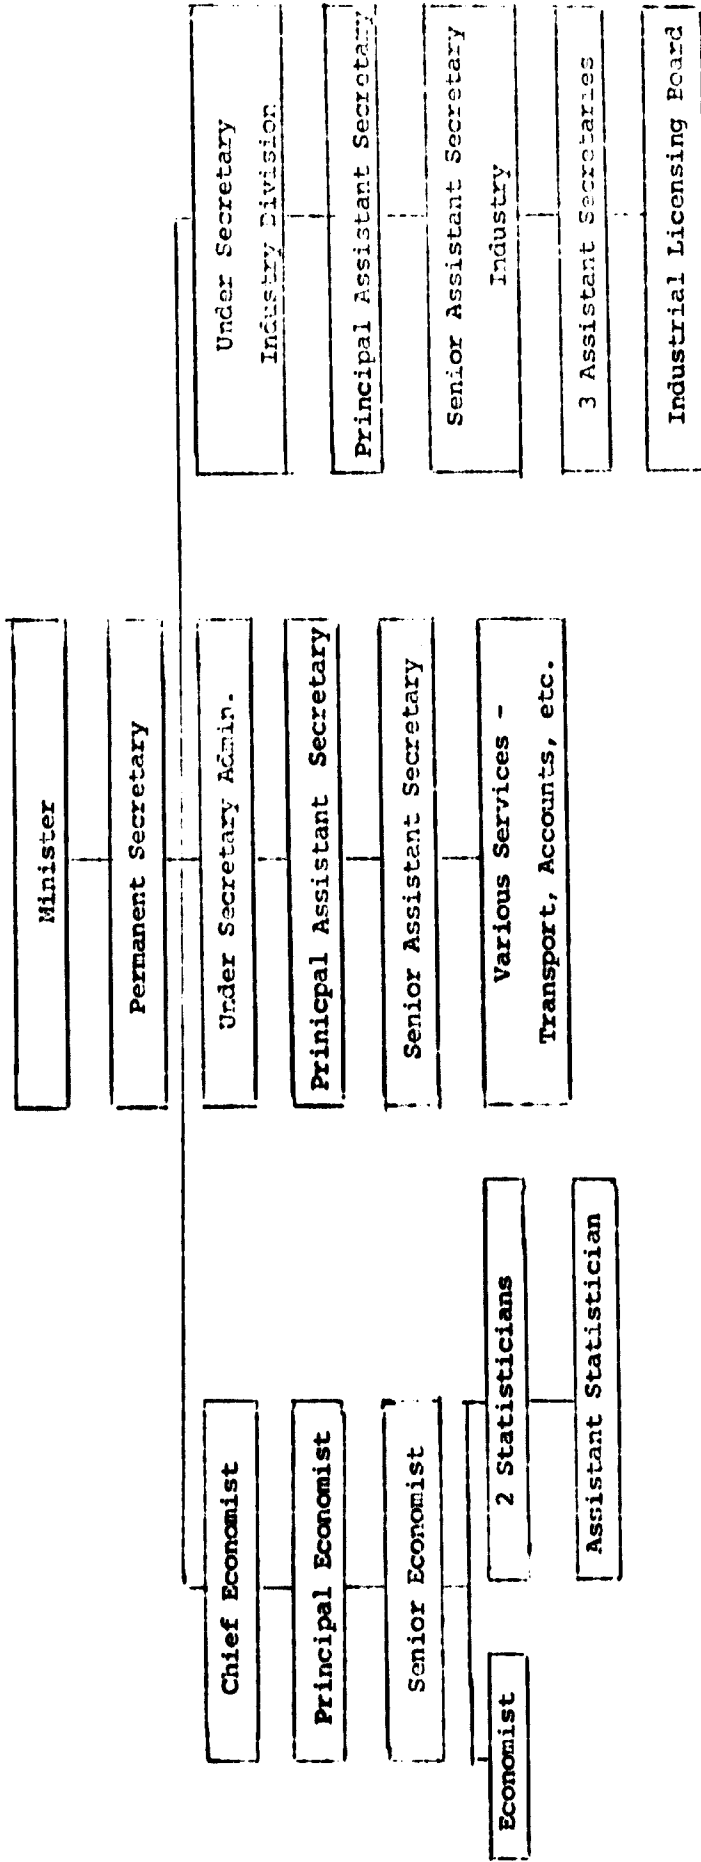 Minister
Permanent Secretary
Chief Economist
Principal Economist
Senior Economist
Economist
2 Statisticians
Assistant Statistician
Under Secretary Admin.
Prinicpal Assistant Secretary
Senior Assistant Secretary
Various Services -
Transport, Accounts, etc.
Under Secretary
Industry Division
Principal Assistant Secretary
Senior Assistant Secretary
Industry
3 Assistant Secretaries
Industrial Licensing Board